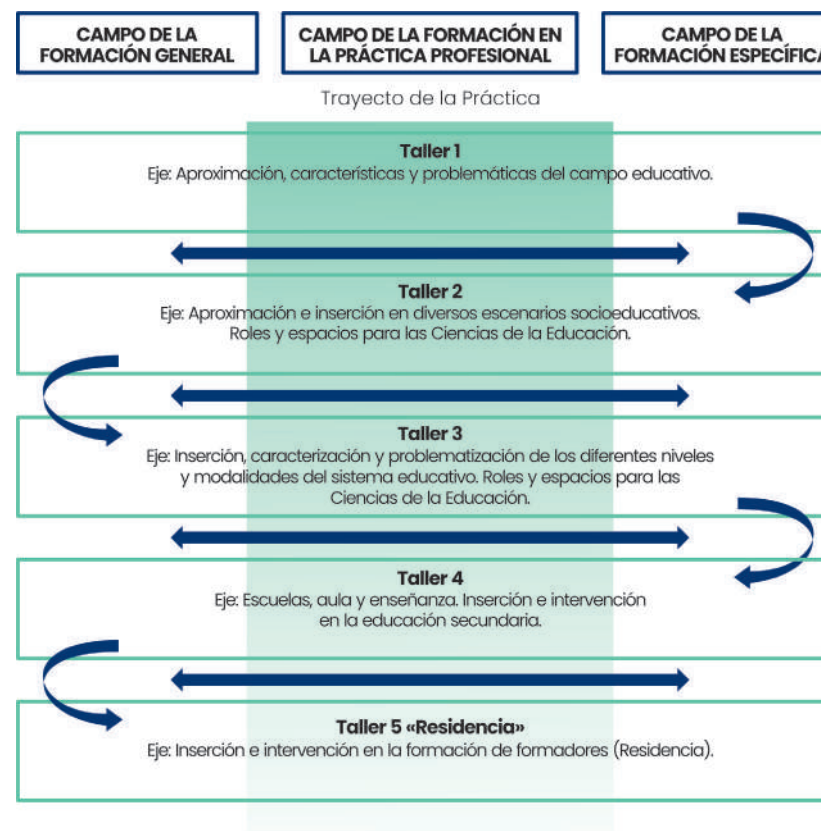 CAMPO DE LA
FORMACIÓN GENERAL
CAMPO DE LA FORMACIÓN EN
LA PRÁCTICA PROFESIONAL
CAMPO DE LA
FORMACIÓN ESPECÍFICA
Trayecto de la Práctica
Taller 1
Eje: Aproximación, características y problemáticas del campo educativo.
Taller 2
Eje: Aproximación e inserción en diversos escenarios socioeducativos.
Roles y espacios para las Ciencias de la Educación.
Taller 3
Eje: Inserción, caracterización y problematización de los diferentes niveles
y modalidades del sistema educativo. Roles y espacios para las
Ciencias de la Educación.
Taller 4
Eje: Escuelas, aula y enseñanza. Inserción e intervención
en la educación secundaria.
Taller 5 «Residencia»
Eje: Inserción e intervención en la formación de formadores (Residencia).